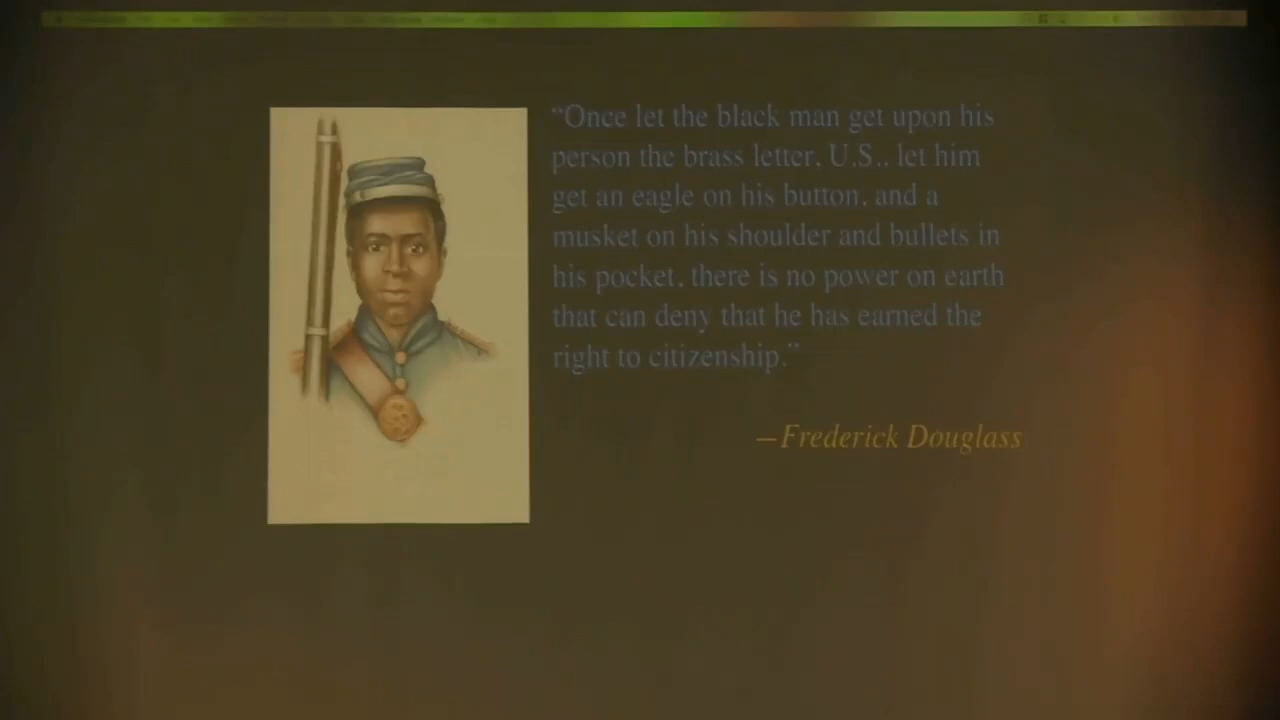 “Once let the black man get upon his
person the brass letter, U.S., let him
get an eagle on his button, and a
musket on his shoulder and bullets in
his pocket, there is no power on earth
that can deny that he has earned the
right to citizenship.”
—Frederick Douglass